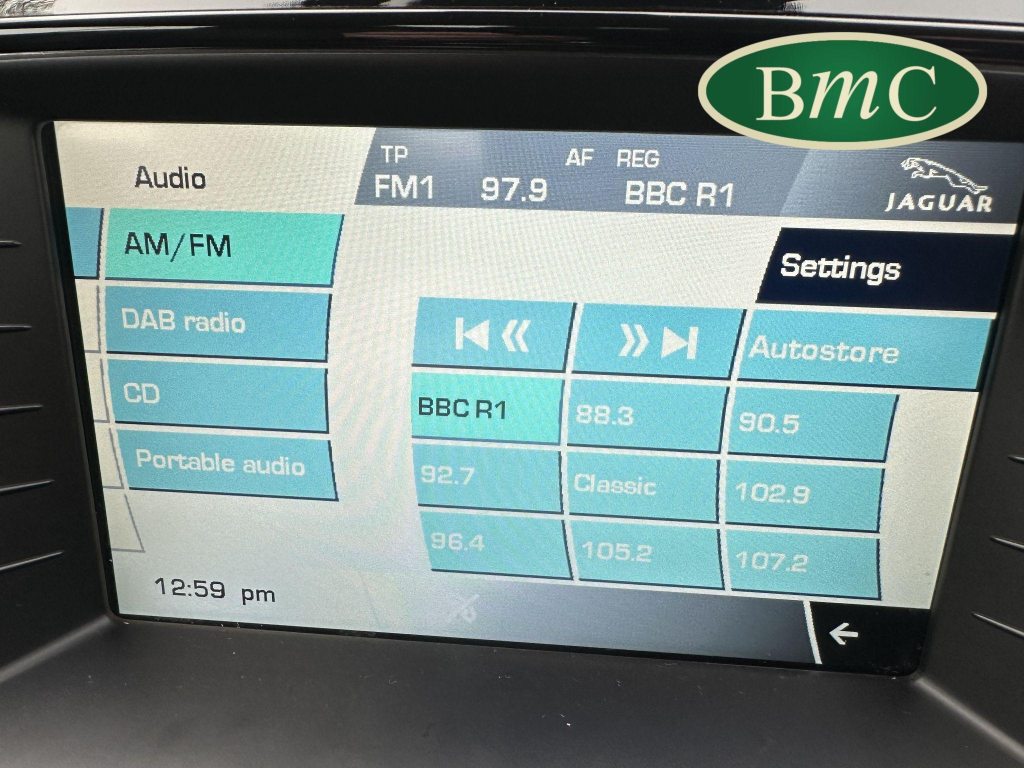 BmC
Audio
TP AF REG
FM1 97.9 BBC R1
JAGUAR
AM/FM
Settings
DAB radio
Autostore
CD
BBC R1 88.3 90.5
Portable audio
92.7 Classic 102.9
96.4 105.2 107.2
12:59 pm